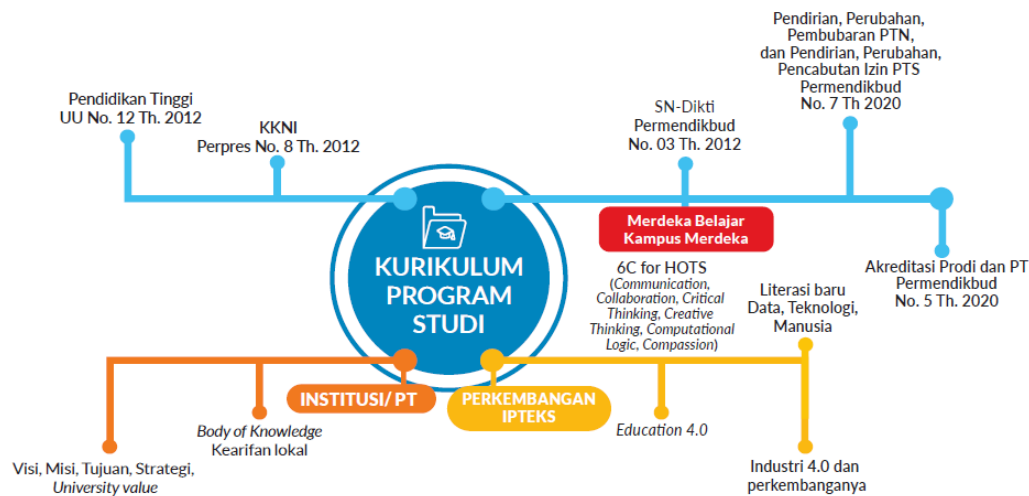 Pendidikan Tinggi
UU No. 12 Th. 2012
KKNI
Perpres No. 8 Th. 2012
SN-Dikti
Permendikbud
No. 03 Th. 2012
Pendirian, Perubahan,
Pembubaran PTN,
dan Pendirian, Perubahan,
Pencabutan Izin PTS
Permendikbud
No. 7 Th 2020
Merdeka Belajar
Kampus Merdeka
Akreditasi Prodi dan PT
Permendikbud
No. 5 Th. 2020
KURIKULUM
PROGRAM
STUDI
6C for HOTS
(Communication,
Collaboration, Critical
Thinking, Creative
Thinking, Computational
Logic, Compassion)
Literasi baru
Data, Teknologi,
Manusia
INSTITUSI/ PT
PERKEMBANGAN
IPTEKS
Body of Knowledge
Kearifan lokal
Education 4.0
Visi, Misi, Tujuan, Strategi,
University value
Industri 4.0 dan
perkembanganya